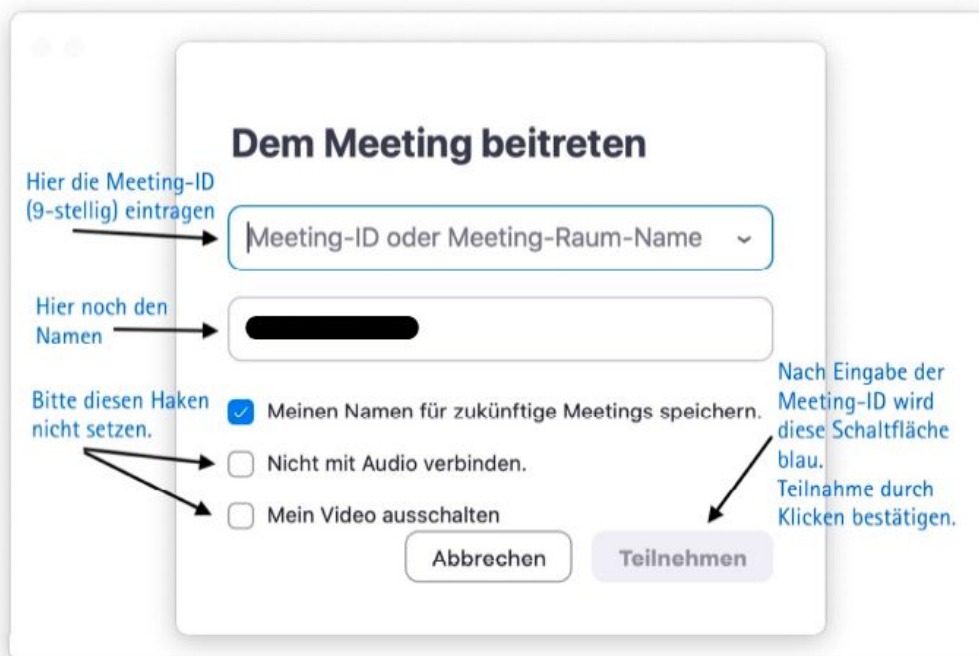 Dem Meeting beitreten
Hier die Meeting-ID
(9-stellig) eintragen
Meeting-ID oder Meeting-Raum-Name
Hier noch den
Namen
Bitte diesen Haken
nicht setzen.
Meinen Namen für zukünftige Meetings speichern.
Nicht mit Audio verbinden.
Mein Video ausschalten
Nach Eingabe der
Meeting-ID wird
diese Schaltfläche
blau.
Teilnahme durch
Klicken bestätigen.
Abbrechen
Teilnehmen